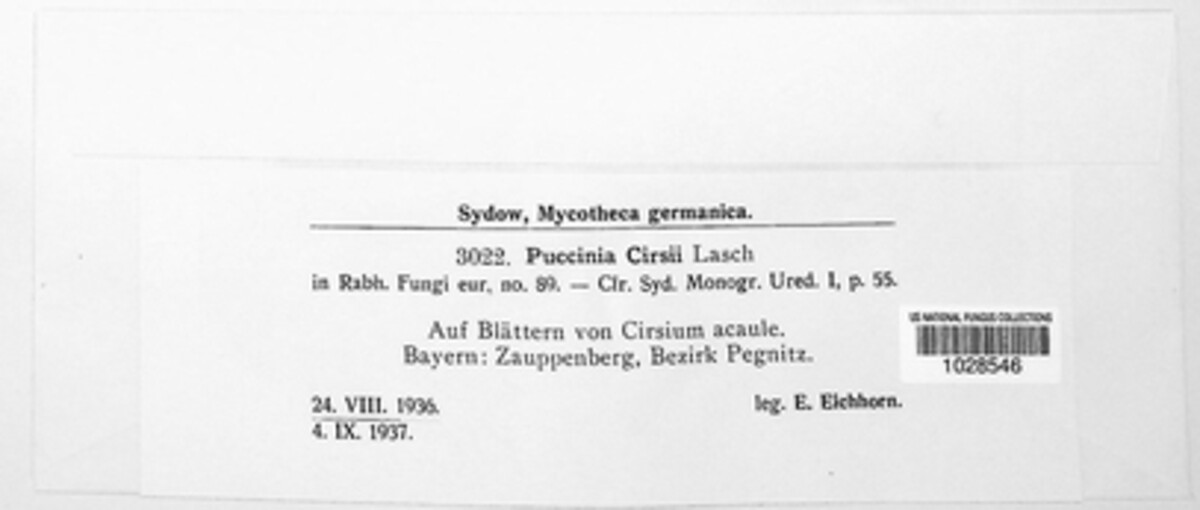 Sydow, Mycotheca germanica.
3022. Puccinia Cirsii Lasch
in Rabh. Fungi eur. no. 89. — Cfr. Syd. Monogr. Ured. I, p. 55.
Auf Blättern von Cirsium acaule.
Bayern: Zauppenberg, Bezirk Pegnitz.
US NATIONAL FUNGUS COLLECTIONS
1028546
24. VIII. 1936.
4. IX. 1937.
leg. E. Eichhorn.